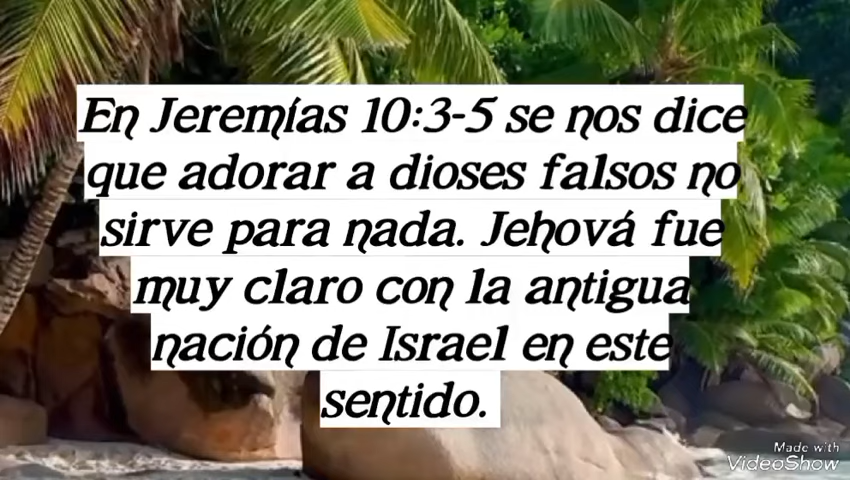 En Jeremías 10:3-5 se nos dice
que adorar a dioses falsos no
sirve para nada. Jehová fue
muy claro con la antigua
nación de Israel en este
sentido.
Made with
VideoShow